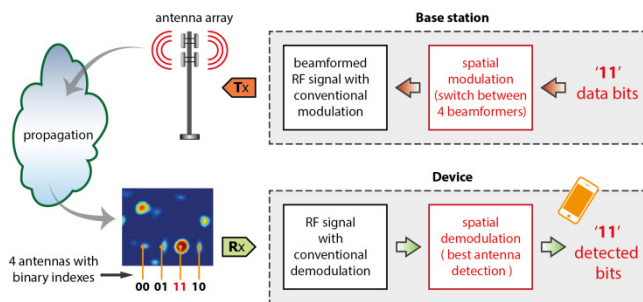 antenna array
Base station
beamformed
RF signal with
conventional
modulation
spatial
modulation
(switch between
4 beamformers)
'11'
data bits
Tx
propagation
Device
RF signal
with
conventional
demodulation
spatial
demodulation
( best antenna
detection )
'11'
detected
bits
Rx
4 antennas with
binary indexes
00 01 11 10